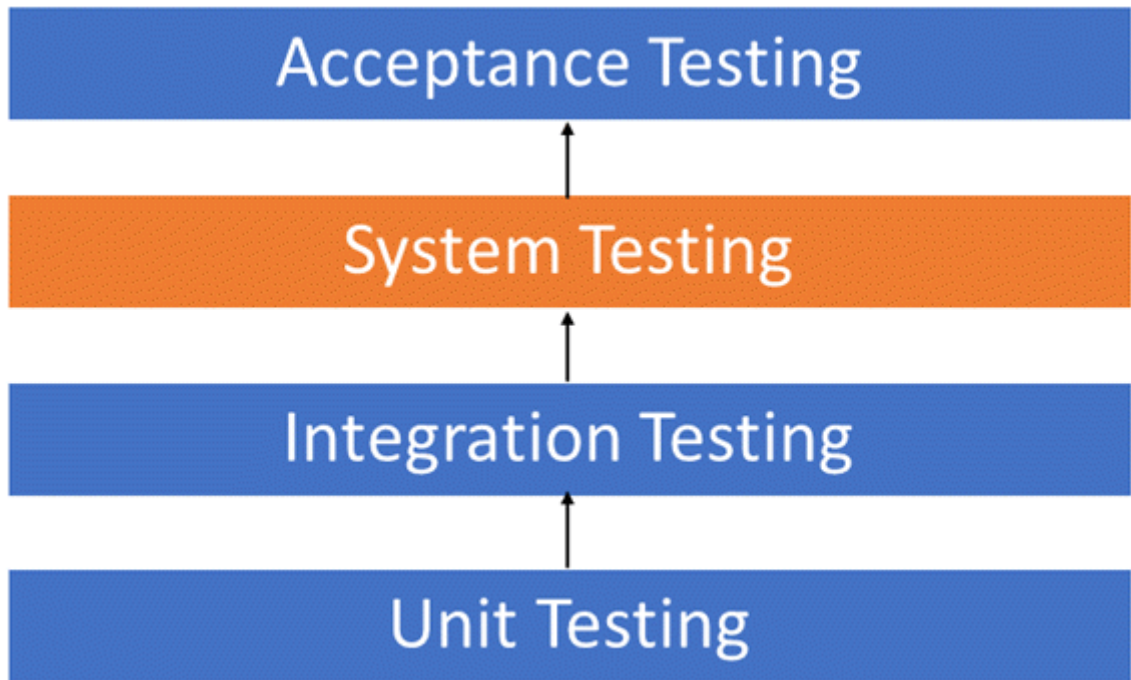 Acceptance Testing
System Testing
Integration Testing
Unit Testing